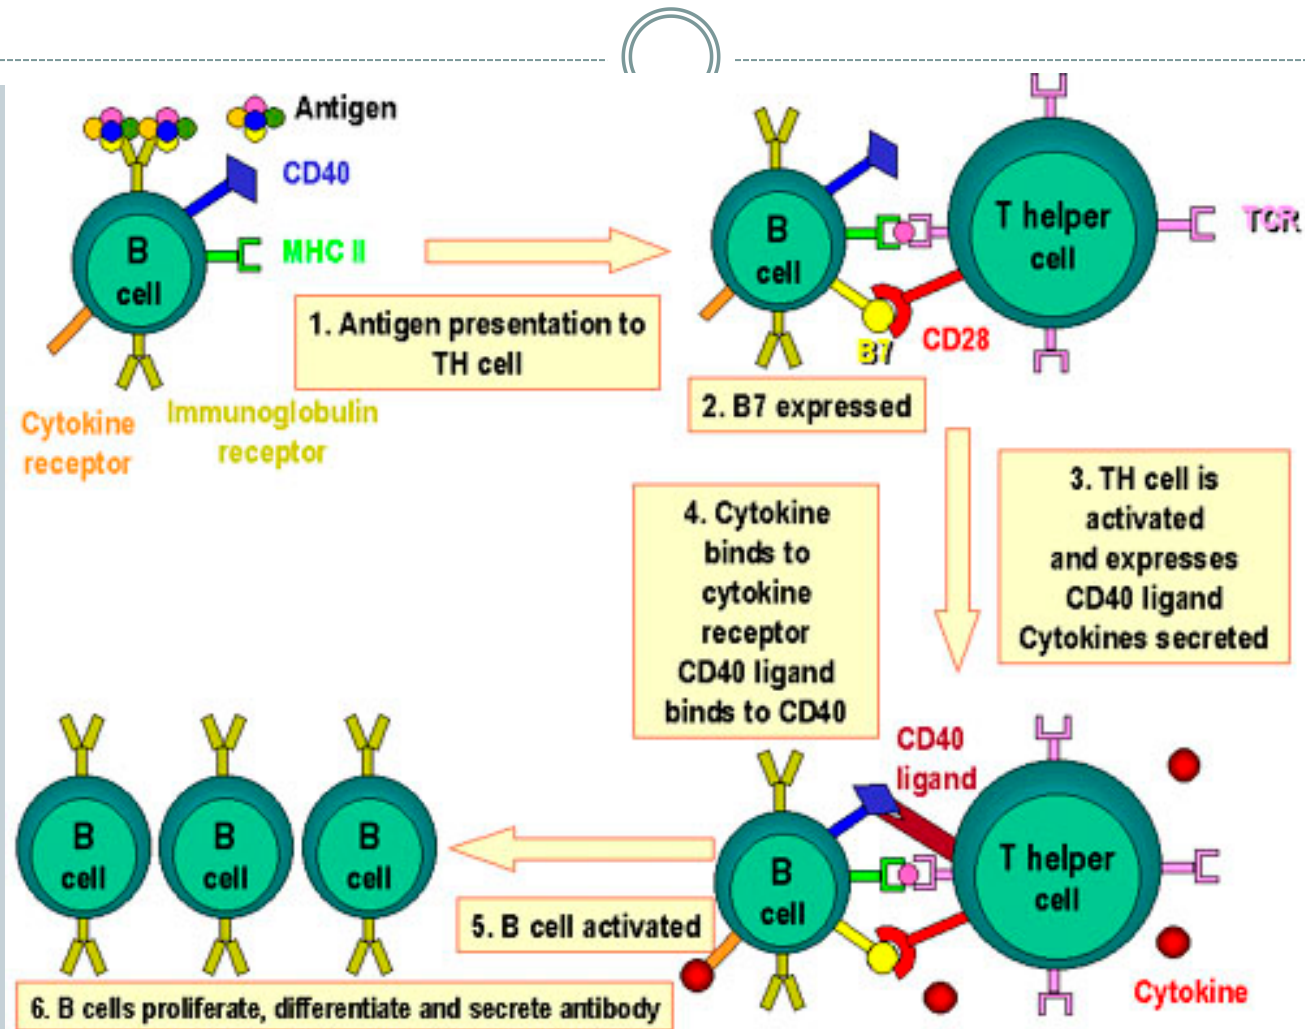 Antigen
CD40
B
cell
MHC II
Cytokine
receptor
Immunoglobulin
receptor
1. Antigen presentation to
TH cell
B
cell
T helper
cell
TCR
B7
CD28
2. B7 expressed
3. TH cell is
activated
and expresses
CD40 ligand
Cytokines secreted
4. Cytokine
binds to
cytokine
receptor
CD40 ligand
binds to CD40
CD40
ligand
B
cell
T helper
cell
Cytokine
5. B cell activated
B
cell
B
cell
B
cell
6. B cells proliferate, differentiate and secrete antibody